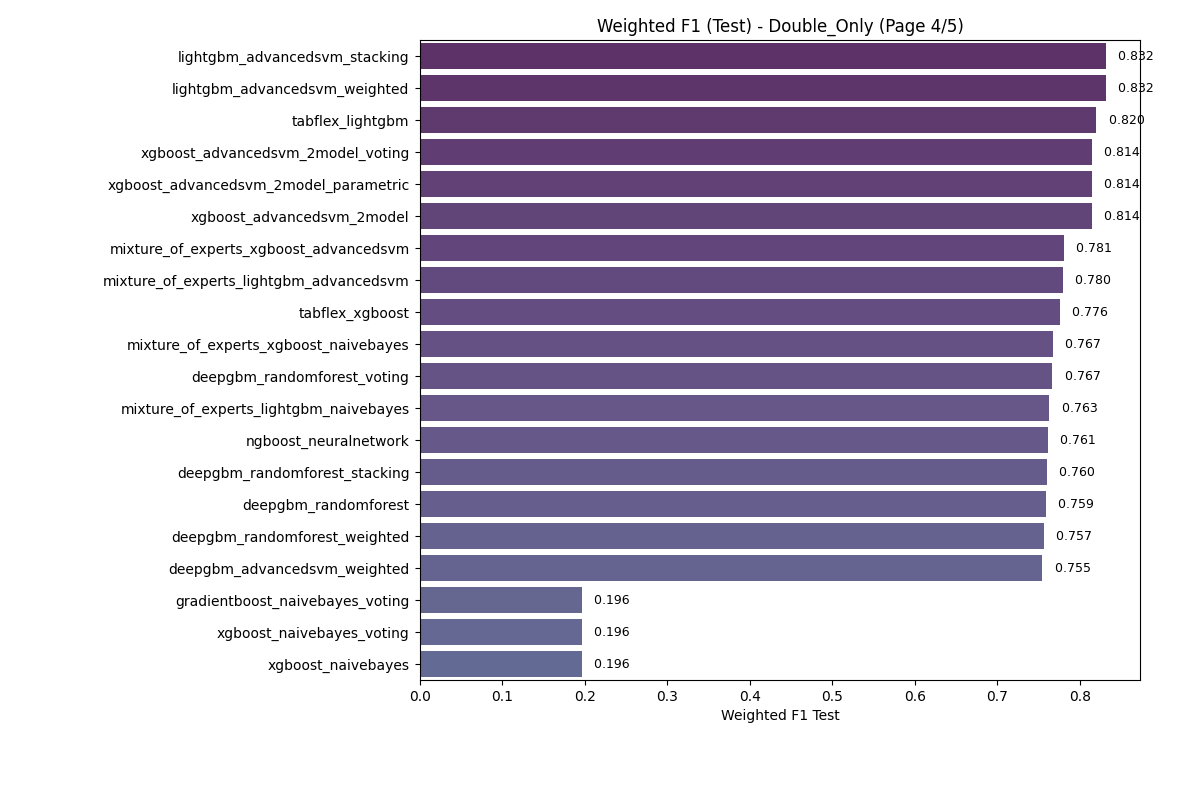 Weighted F1 (Test) - Double_Only (Page 4/5)
lightgbm_advancedsvm_stacking 0.832
lightgbm_advancedsvm_weighted 0.832
tabflex_lightgbm 0.820
xgboost_advancedsvm_2model_voting 0.814
xgboost_advancedsvm_2model_parametric 0.814
xgboost_advancedsvm_2model 0.814
mixture_of_experts_xgboost_advancedsvm 0.781
mixture_of_experts_lightgbm_advancedsvm 0.780
tabflex_xgboost 0.776
mixture_of_experts_xgboost_naivebayes 0.767
deepgbm_randomforest_voting 0.767
mixture_of_experts_lightgbm_naivebayes 0.763
ngboost_neuralnetwork 0.761
deepgbm_randomforest_stacking 0.760
deepgbm_randomforest 0.759
deepgbm_randomforest_weighted 0.757
deepgbm_advancedsvm_weighted 0.755
gradientboost_naivebayes_voting 0.196
xgboost_naivebayes_voting 0.196
xgboost_naivebayes 0.196
0.0 0.1 0.2 0.3 0.4 0.5 0.6 0.7 0.8
Weighted F1 Test